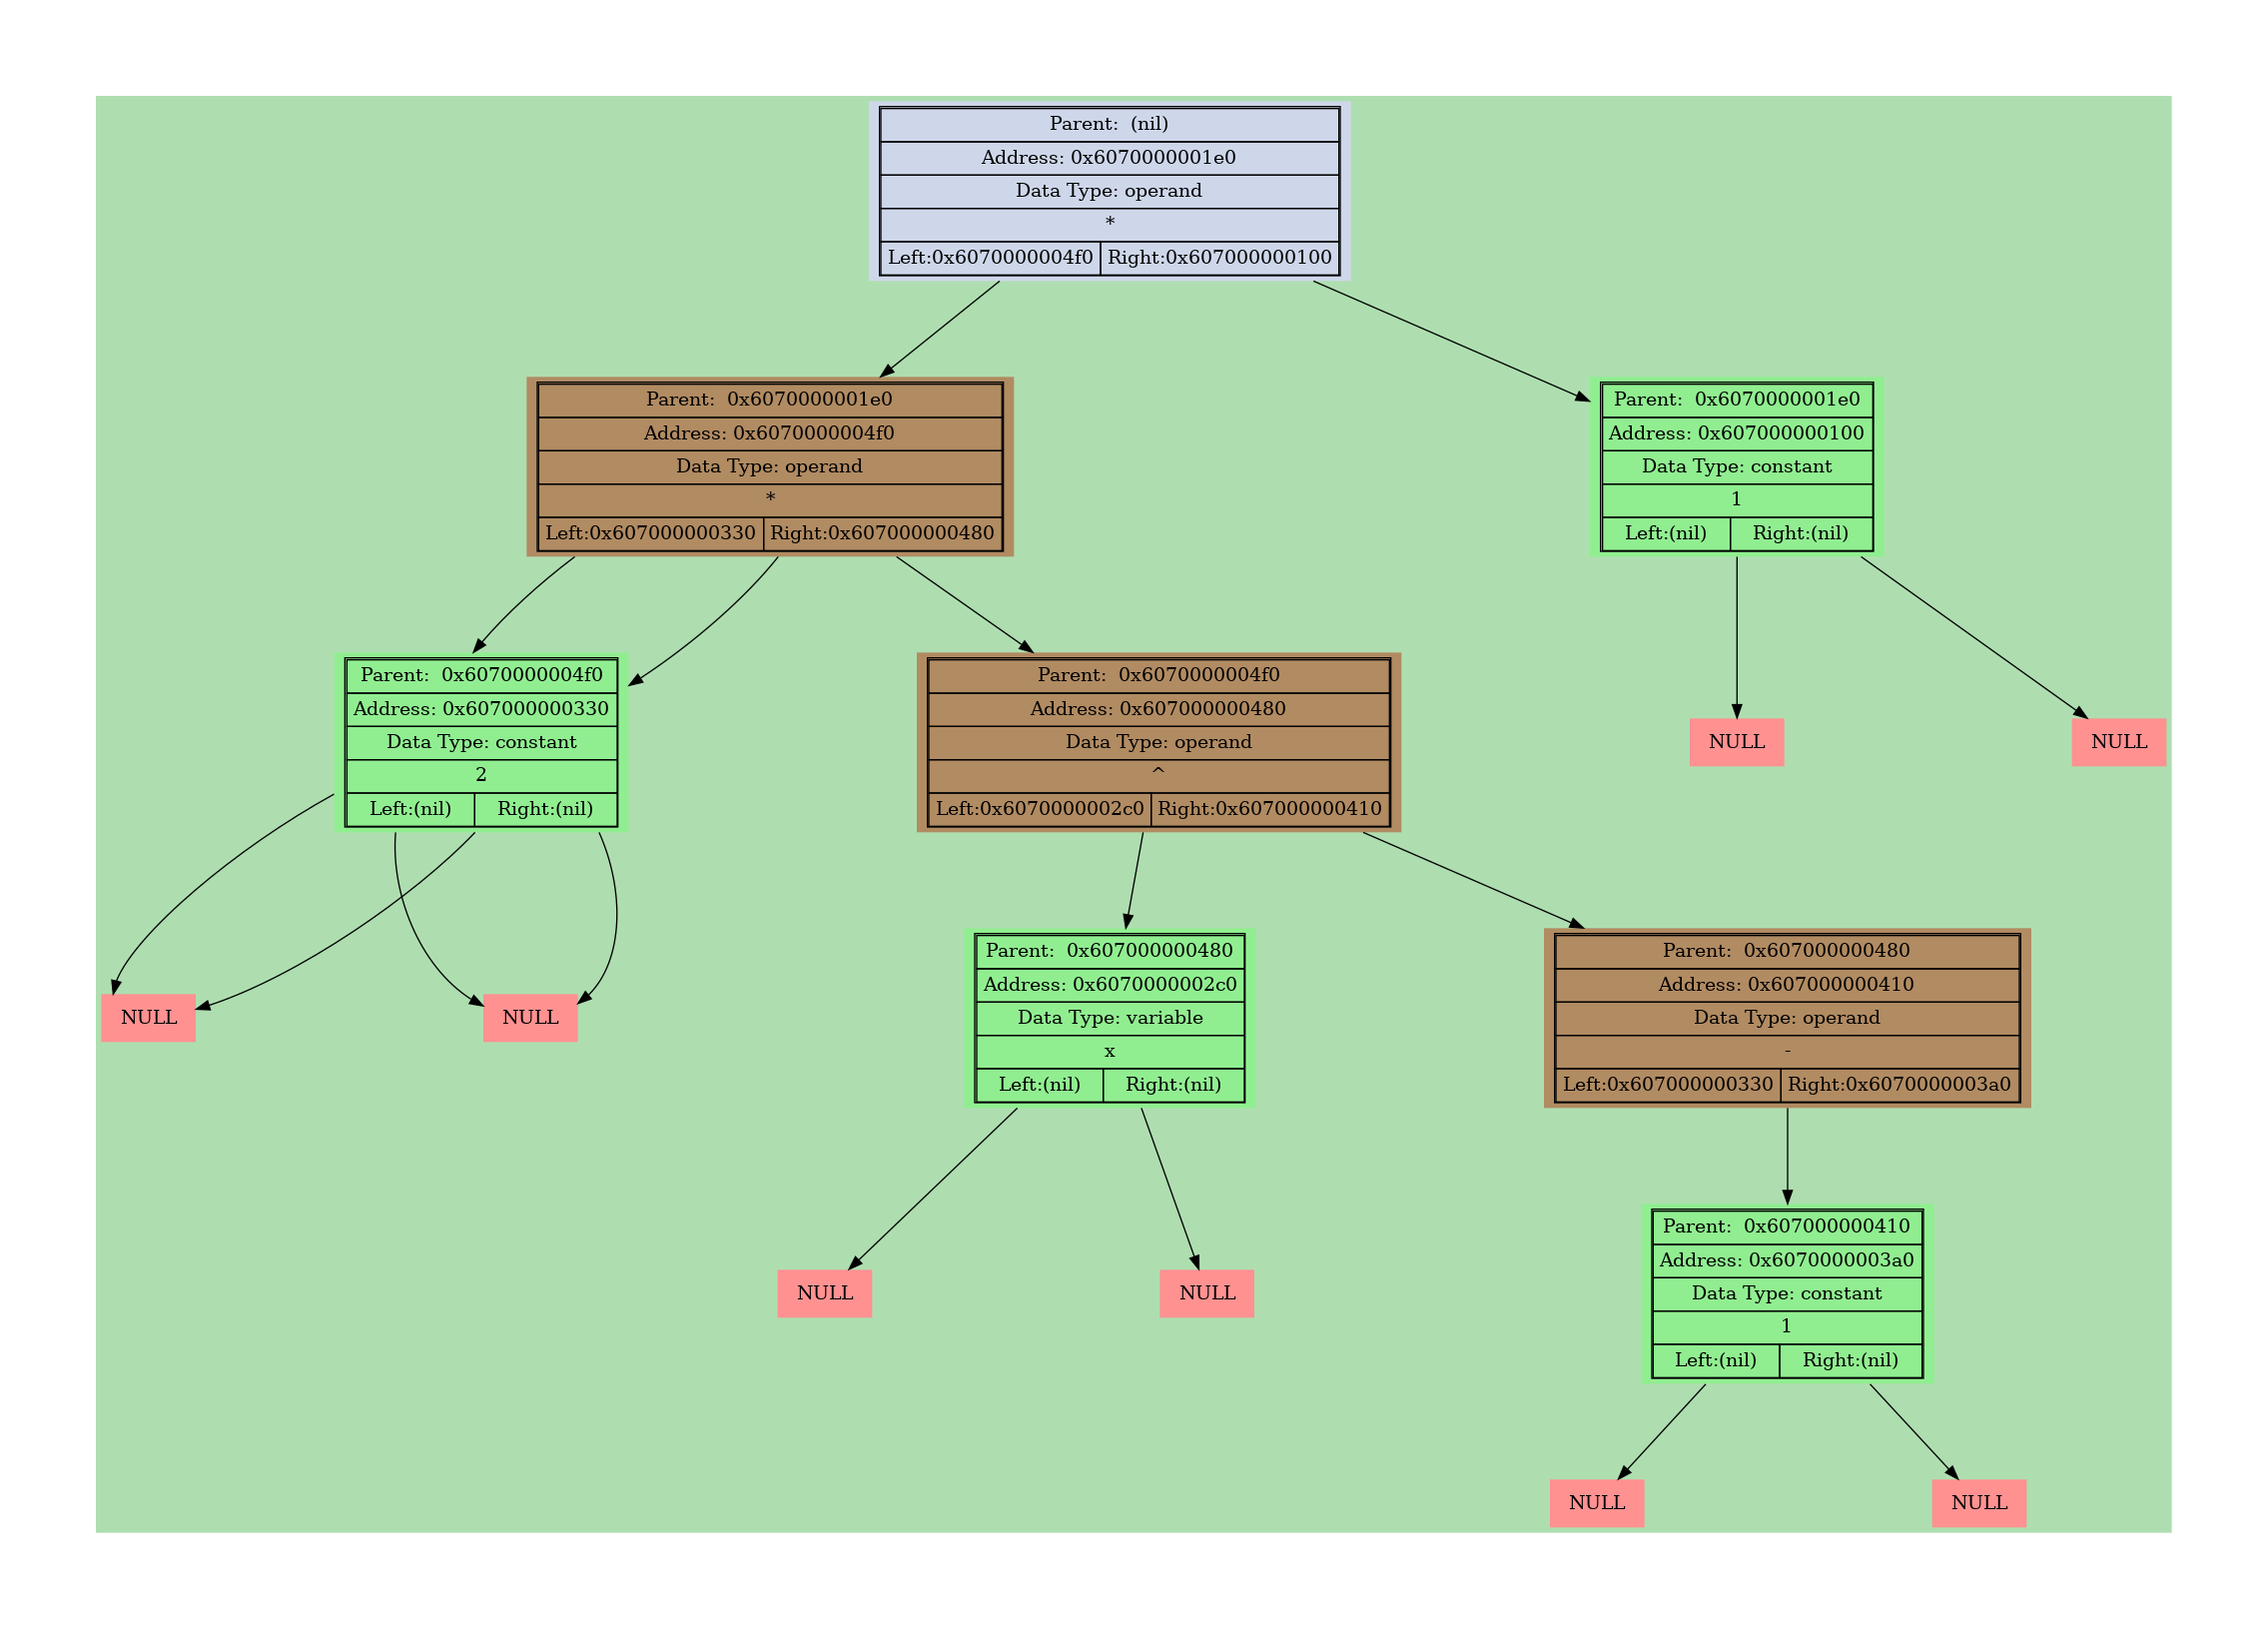 Parent:  (nil)
Address: 0x6070000001e0
Data Type: operand
*
Left:0x6070000004f0 Right:0x607000000100
Parent:  0x6070000001e0
Address: 0x6070000004f0
Data Type: operand
*
Left:0x607000000330 Right:0x607000000480
Parent:  0x6070000001e0
Address: 0x607000000100
Data Type: constant
1
Left:(nil) Right:(nil)
Parent:  0x6070000004f0
Address: 0x607000000330
Data Type: constant
2
Left:(nil) Right:(nil)
Parent:  0x6070000004f0
Address: 0x607000000480
Data Type: operand
^
Left:0x6070000002c0 Right:0x607000000410
NULL
NULL
NULL
NULL
Parent:  0x607000000480
Address: 0x6070000002c0
Data Type: variable
x
Left:(nil) Right:(nil)
Parent:  0x607000000480
Address: 0x607000000410
Data Type: operand
-
Left:0x607000000330 Right:0x6070000003a0
NULL
NULL
Parent:  0x607000000410
Address: 0x6070000003a0
Data Type: constant
1
Left:(nil) Right:(nil)
NULL
NULL